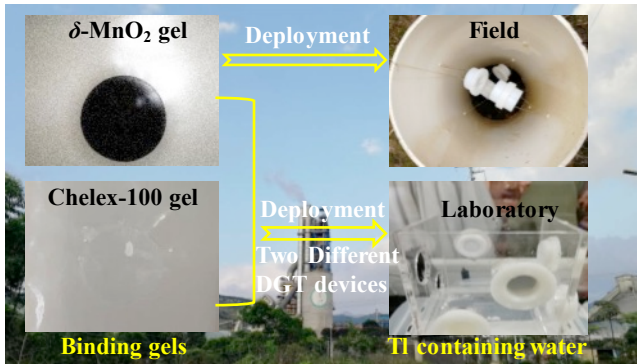 δ-MnO₂ gel
Deployment
Field
Chelex-100 gel
Deployment
Two Different
DGT devices
Laboratory
Binding gels
Tl containing water